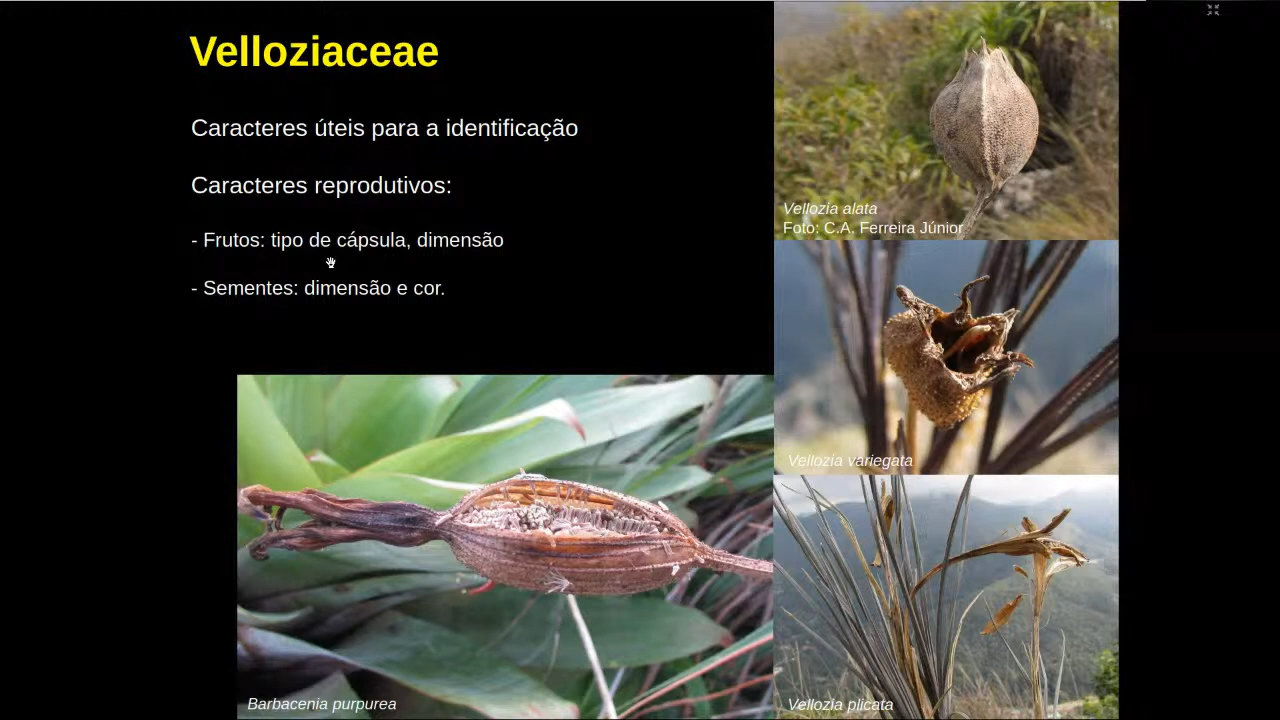 Velloziaceae
Caracteres úteis para a identificação
Caracteres reprodutivos:
- Frutos: tipo de cápsula, dimensão
- Sementes: dimensão e cor.
Vellozia alata
Foto: C.A. Ferreira Júnior
Vellozia variegata
Barbacenia purpurea
Vellozia plicata